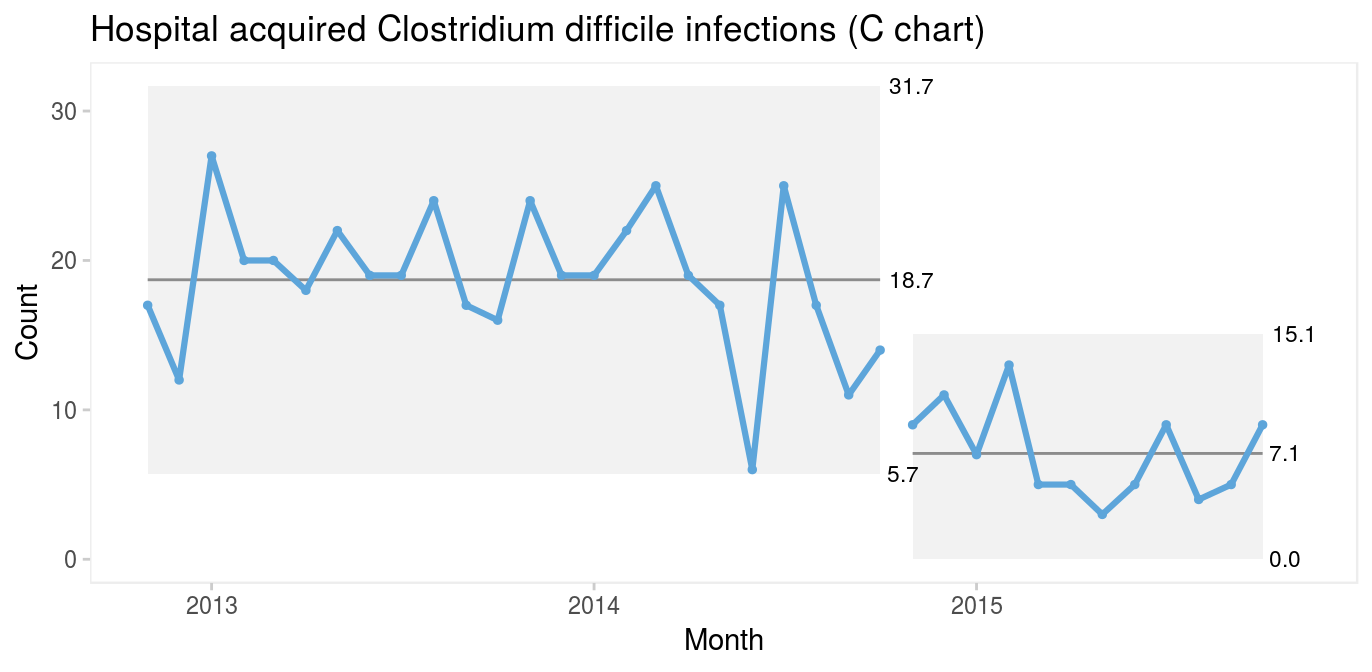 Hospital acquired Clostridium difficile infections (C chart)
31.7
30
20
18.7
15.1
10
7.1
5.7
0
0.0
2013 2014 2015
Count
Month